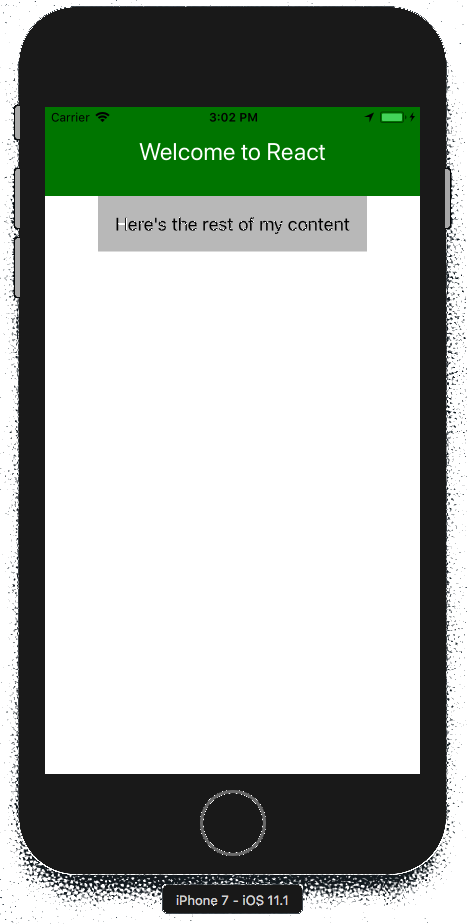 Carrier 3:02 PM
Welcome to React
Here's the rest of my content
iPhone 7 - iOS 11.1